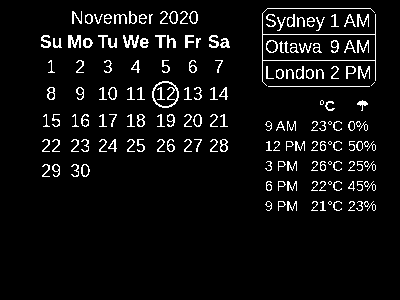 November 2020
Su Mo Tu We Th Fr Sa
1 2 3 4 5 6 7
8 9 10 11 12 13 14
15 16 17 18 19 20 21
22 23 24 25 26 27 28
29 30
Sydney 1 AM
Ottawa 9 AM
London 2 PM
°C ☂
9 AM 23°C 0%
12 PM 26°C 50%
3 PM 26°C 25%
6 PM 22°C 45%
9 PM 21°C 23%